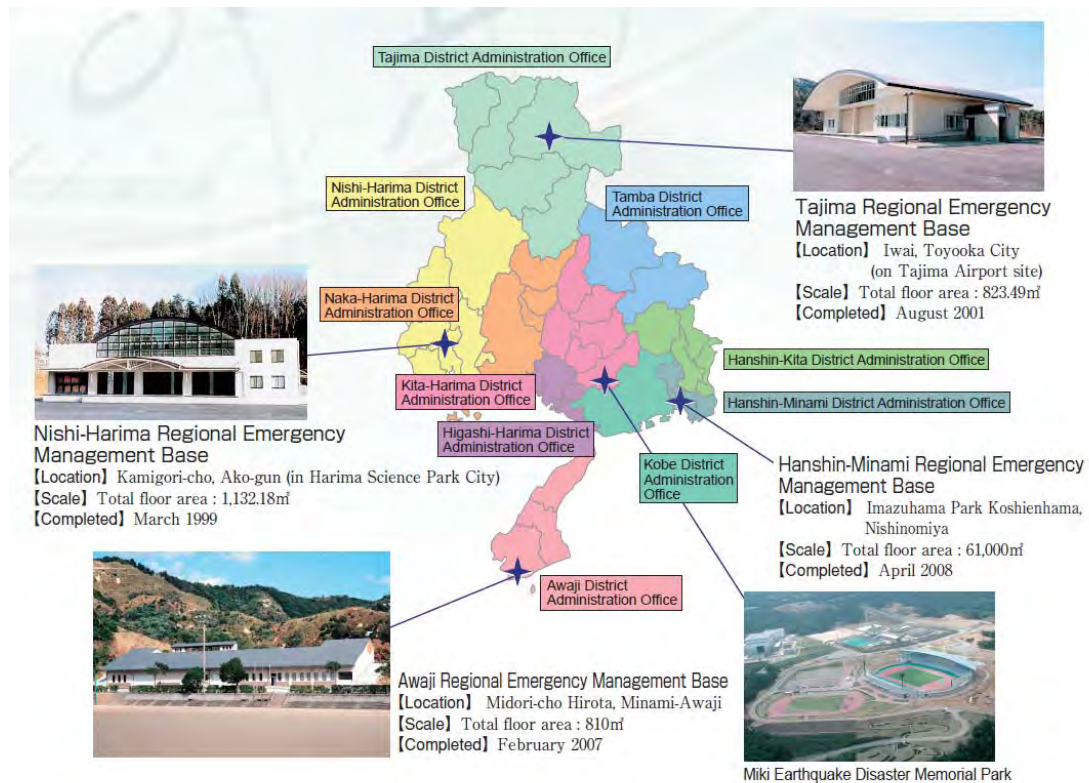 Tajima District Administration Office
Nishi-Harima District
Administration Office
Tamba District
Administration Office
Tajima Regional Emergency
Management Base
【Location】 Iwai, Toyooka City
(on Tajima Airport site)
【Scale】 Total floor area : 823.49㎡
【Completed】 August 2001
Naka-Harima District
Administration Office
Hanshin-Kita District Administration Office
Kita-Harima District
Administration Office
Hanshin-Minami District Administration Office
Higashi-Harima District
Administration Office
Kobe District
Administration
Office
Nishi-Harima Regional Emergency
Management Base
【Location】 Kamigori-cho, Ako-gun (in Harima Science Park City)
【Scale】 Total floor area : 1,132.18㎡
【Completed】 March 1999
Hanshin-Minami Regional Emergency
Management Base
【Location】 Imazuhama Park Koshienhama,
Nishinomiya
【Scale】 Total floor area : 61,000㎡
【Completed】 April 2008
Awaji District
Administration Office
Awaji Regional Emergency Management Base
【Location】 Midori-cho Hirota, Minami-Awaji
【Scale】 Total floor area : 810㎡
【Completed】 February 2007
Miki Earthquake Disaster Memorial Park